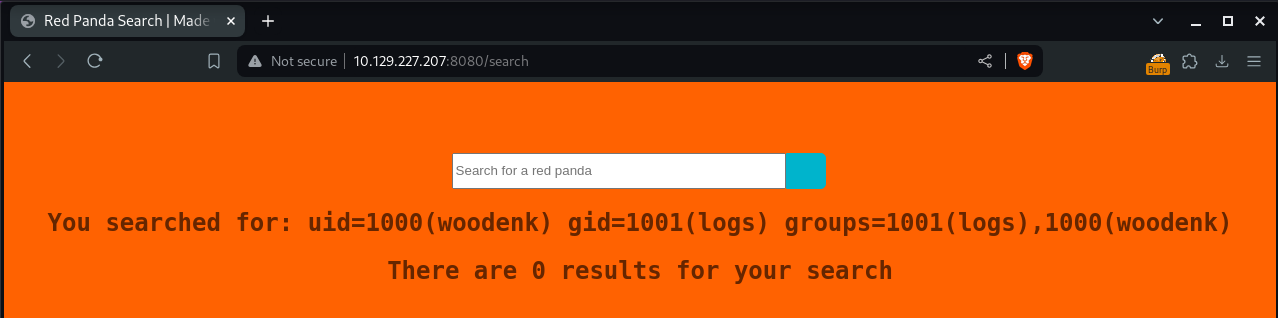 Red Panda Search | Made
Not secure
10.129.227.207:8080/search
Burp
Search for a red panda
You searched for: uid=1000(woodenk) gid=1001(logs) groups=1001(logs),1000(woodenk)
There are 0 results for your search